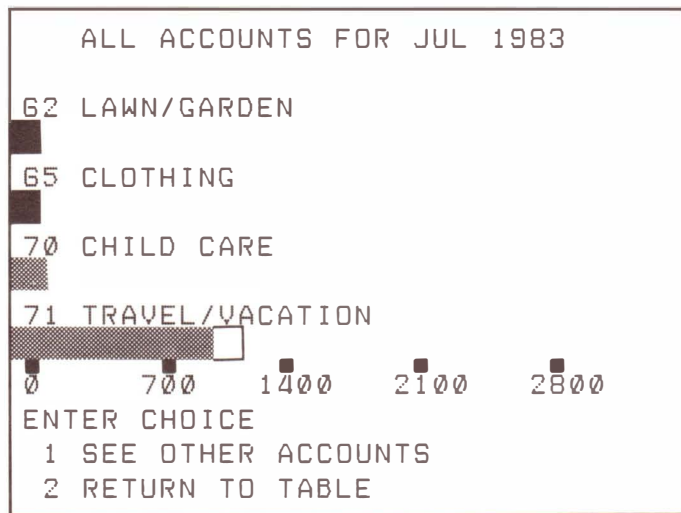 ALL ACCOUNTS FOR JUL 1983
62 LAWN/GARDEN
65 CLOTHING
70 CHILD CARE
71 TRAVEL/VACATION
0 700 1400 2100 2800
ENTER CHOICE
1 SEE OTHER ACCOUNTS
2 RETURN TO TABLE